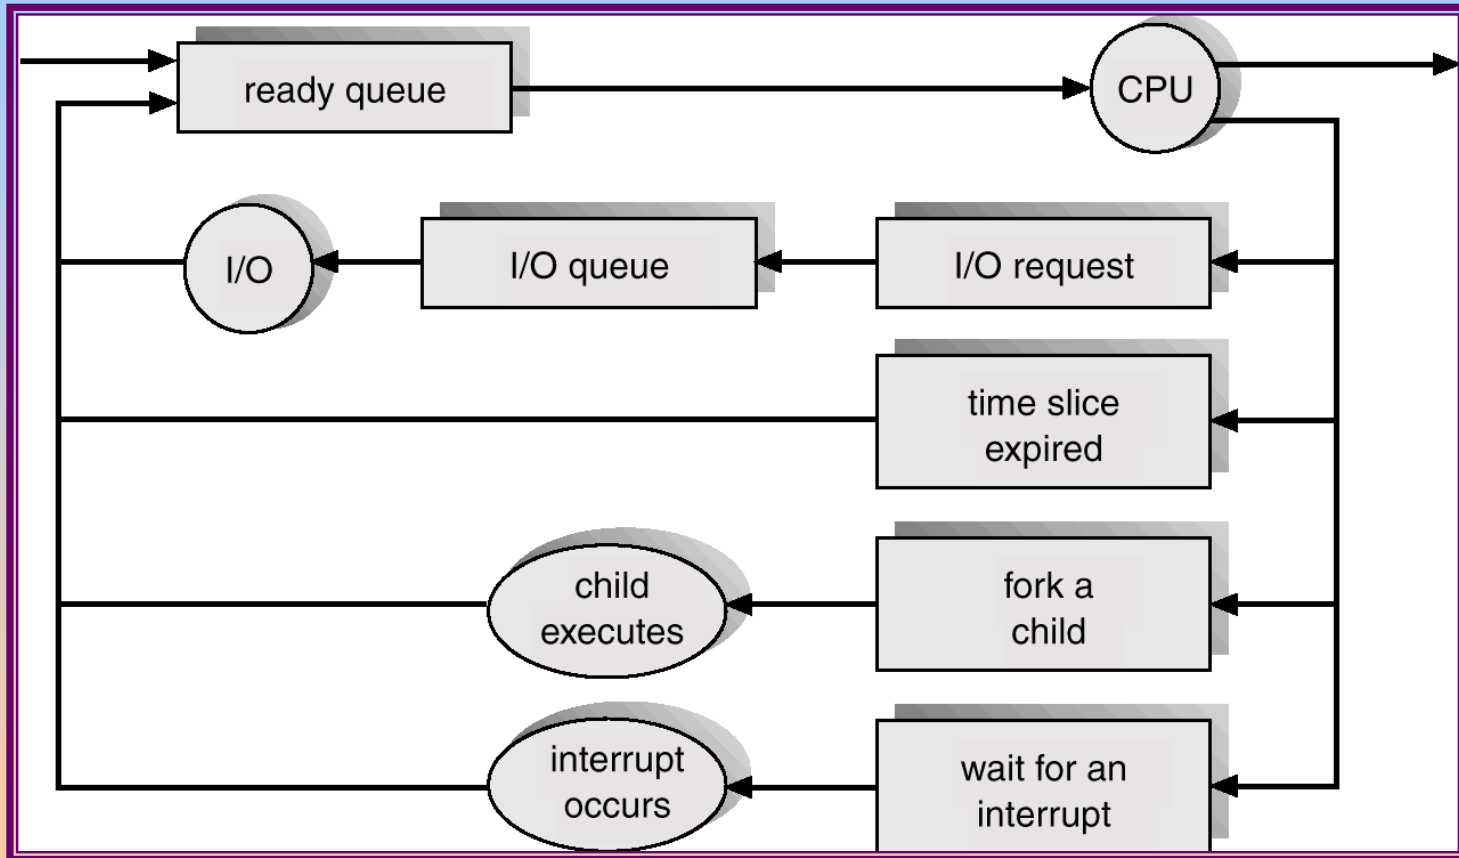 ready queue
CPU
I/O
I/O queue
I/O request
time slice
expired
child
executes
fork a
child
interrupt
occurs
wait for an
interrupt